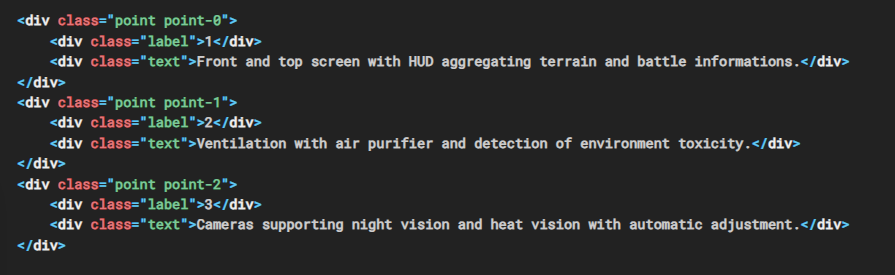 <div class="point point-0">
    <div class="label">1</div>
    <div class="text">Front and top screen with HUD aggregating terrain and battle informations.</div>
</div>
<div class="point point-1">
    <div class="label">2</div>
    <div class="text">Ventilation with air purifier and detection of environment toxicity.</div>
</div>
<div class="point point-2">
    <div class="label">3</div>
    <div class="text">Cameras supporting night vision and heat vision with automatic adjustment.</div>
</div>